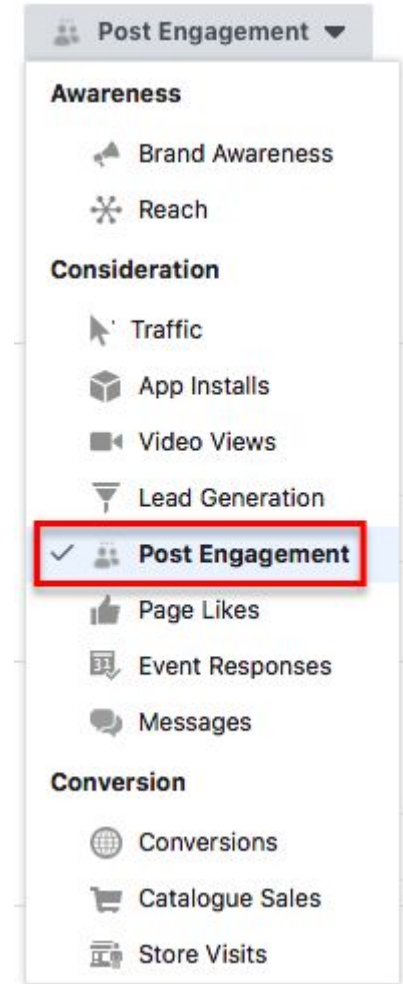 Post Engagement
Awareness
Brand Awareness
Reach
Consideration
Traffic
App Installs
Video Views
Lead Generation
Post Engagement
Page Likes
31
Event Responses
Messages
Conversion
Conversions
Catalogue Sales
Store Visits